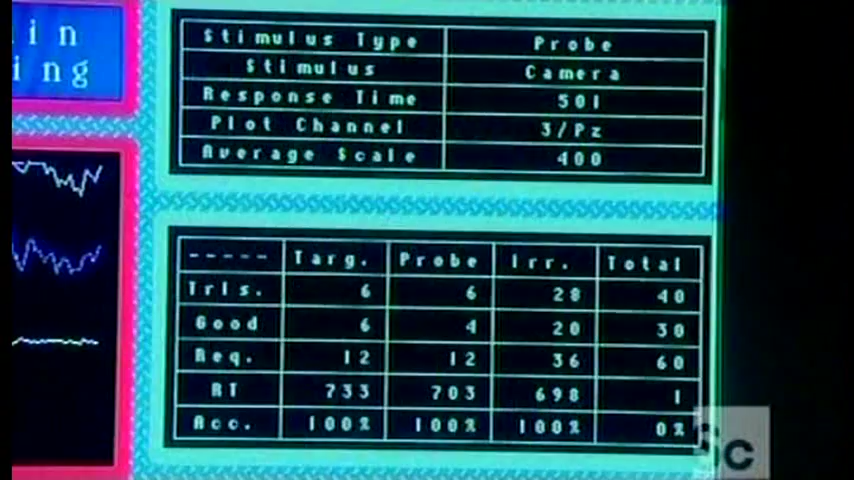 in
ing
Stimulus Type Probe
Stimulus Camera
Response Time 501
Plot Channel 3/Pz
Average Scale 400
----- Targ. Probe Irr. Total
Trls. 6 6 28 40
Good 6 4 20 30
Req. 12 12 36 60
RT 733 703 698 1
Acc. 100% 100% 100% 0%
Sc